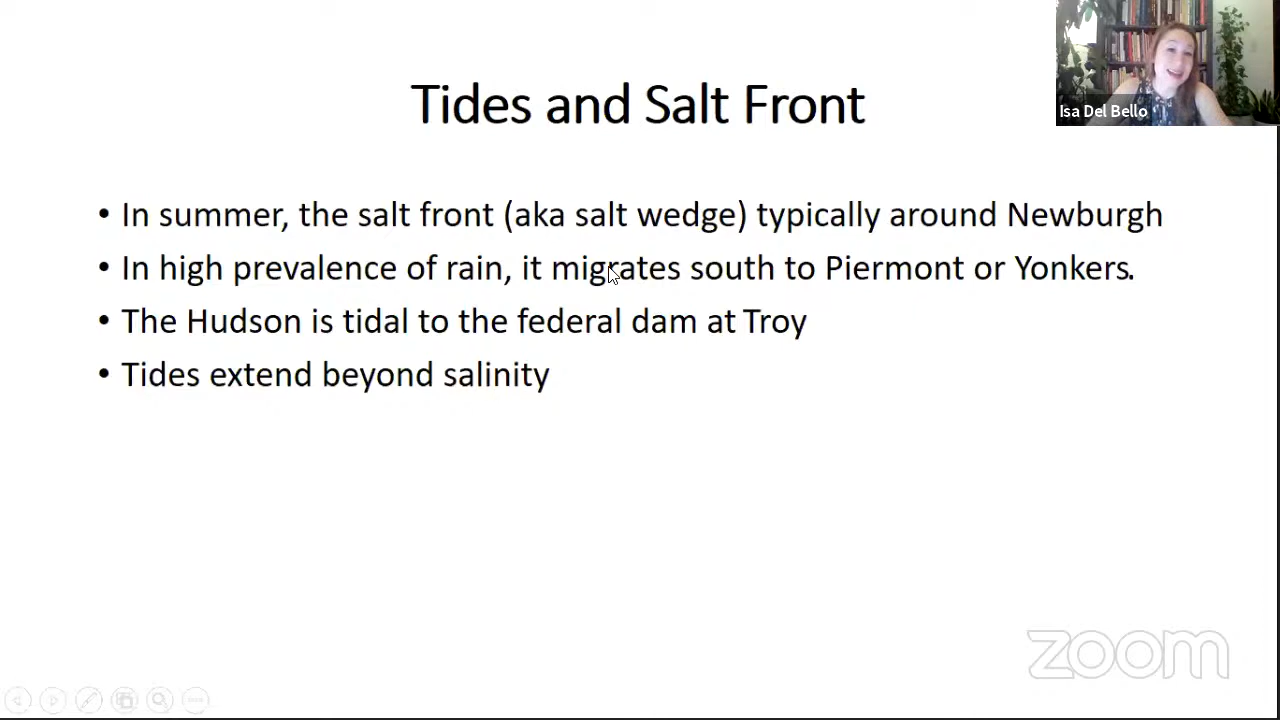 Tides and Salt Front
Isa Del Bello
• In summer, the salt front (aka salt wedge) typically around Newburgh
• In high prevalence of rain, it migrates south to Piermont or Yonkers.
• The Hudson is tidal to the federal dam at Troy
• Tides extend beyond salinity
zoom